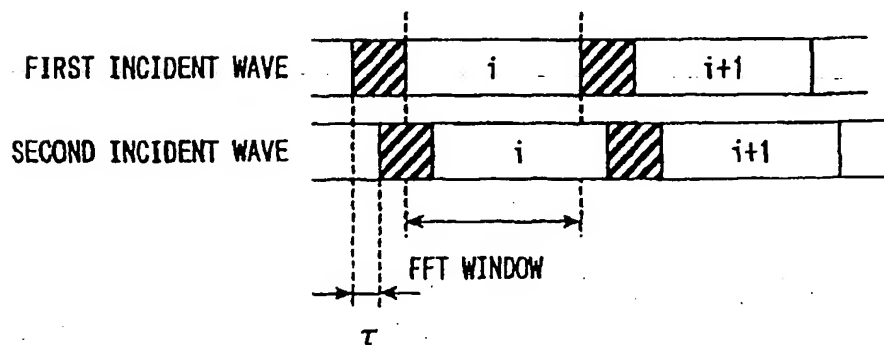 FIRST INCIDENT WAVE i i+1
SECOND INCIDENT WAVE i i+1
FFT WINDOW
τ